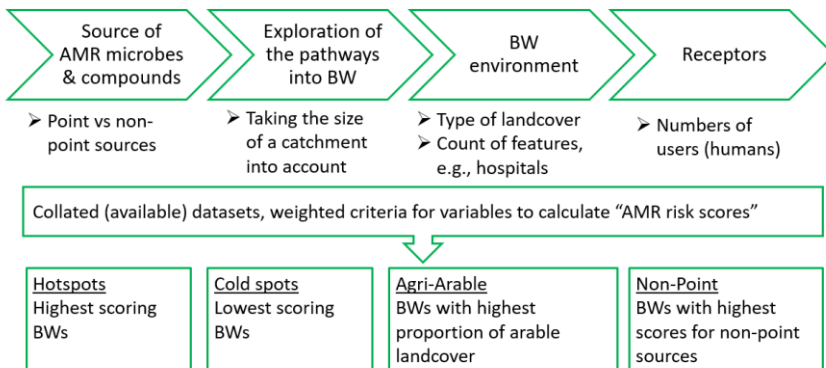 Source of
AMR microbes
& compounds
Exploration of
the pathways
into BW
BW
environment
Receptors
➢ Point vs non-
point sources
➢ Taking the size
of a catchment
into account
➢ Type of landcover
➢ Count of features,
e.g., hospitals
➢ Numbers of
users (humans)
Collated (available) datasets, weighted criteria for variables to calculate “AMR risk scores”
Hotspots
Highest scoring
BWs
Cold spots
Lowest scoring
BWs
Agri-Arable
BWs with highest
proportion of arable
landcover
Non-Point
BWs with highest
scores for non-point
sources